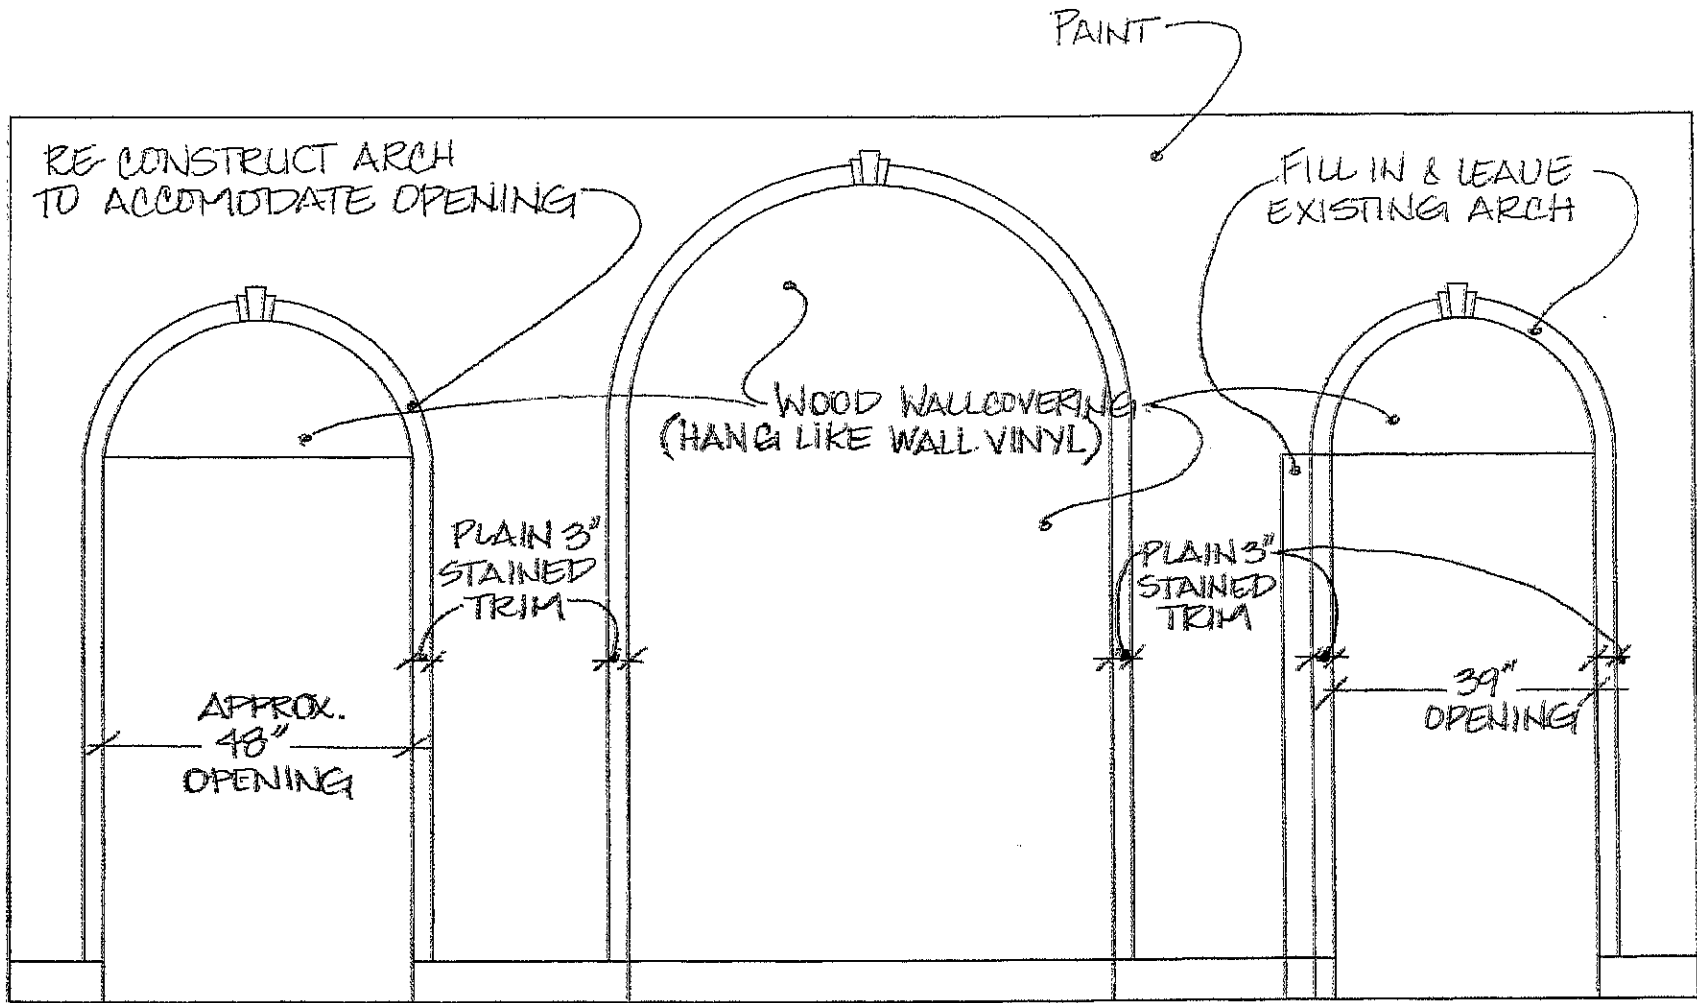 PAINT
RE-CONSTRUCT ARCH
TO ACCOMODATE OPENING
FILL IN & LEAVE
EXISTING ARCH
WOOD WALLCOVERING
(HANG LIKE WALL VINYL)
PLAIN 3"
STAINED
TRIM
PLAIN 3"
STAINED
TRIM
APPROX.
48"
OPENING
39"
OPENING